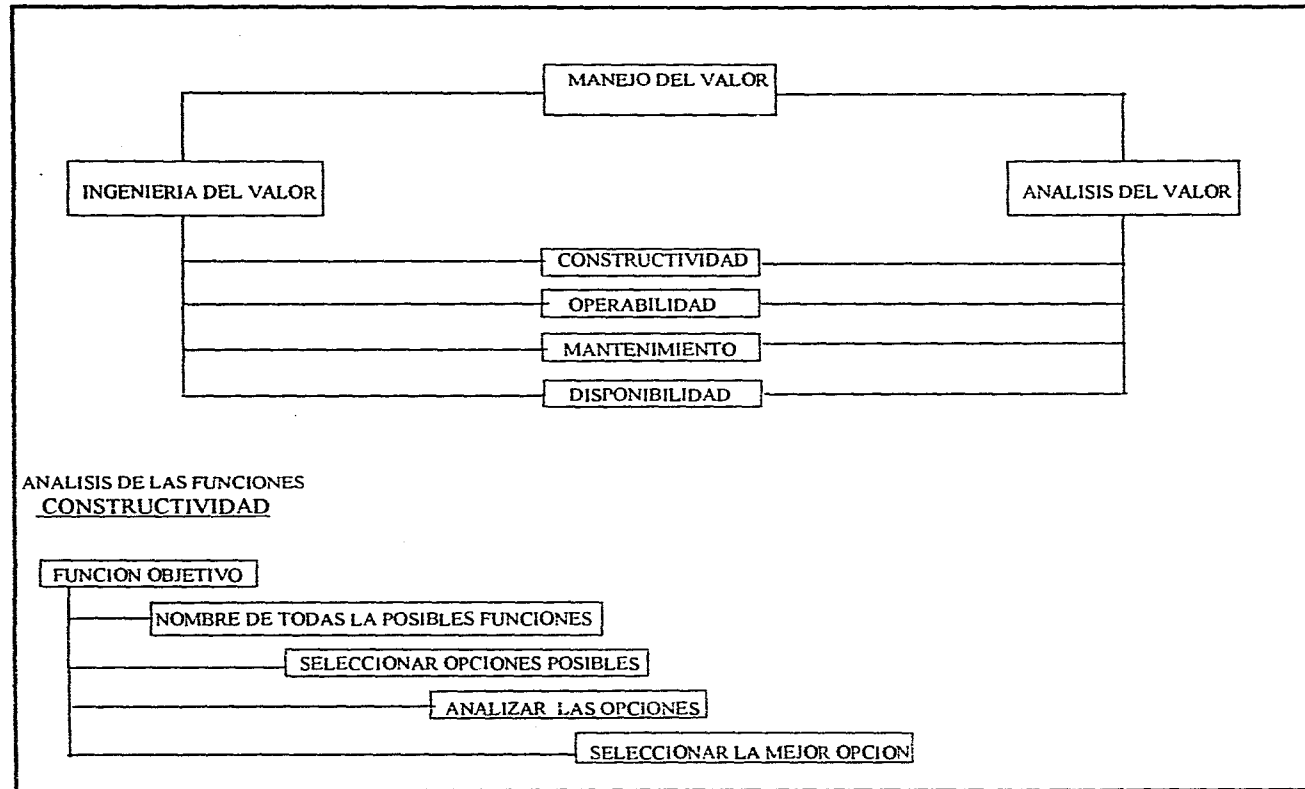 MANEJO DEL VALOR
INGENIERIA DEL VALOR
ANALISIS DEL VALOR
CONSTRUCTIVIDAD
OPERABILIDAD
MANTENIMIENTO
DISPONIBILIDAD
ANALISIS DE LAS FUNCIONES
CONSTRUCTIVIDAD
FUNCION OBJETIVO
NOMBRE DE TODAS LA POSIBLES FUNCIONES
SELECCIONAR OPCIONES POSIBLES
ANALIZAR LAS OPCIONES
SELECCIONAR LA MEJOR OPCION